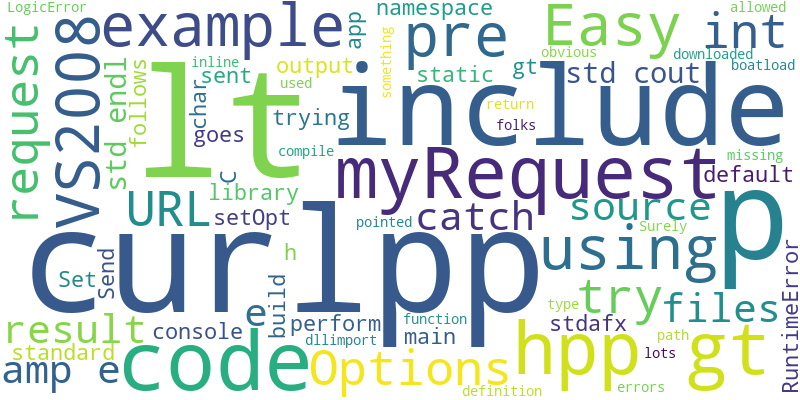 LogicError
example
namespace
Easy
allowed
int
app
pre
something
obvious
downloaded
boatload
VS2008
request
std endl
follows
inline
sent
char
lt
output
used
static
gt
std cout
include
trying
goes
return
folks
compile
myRequest
missing
default
c
library
URL
setOpt
pointed
catch
source
Surely
p
curlpp
using
h
Set
Send
build
e
try
files
type
RuntimeError
result
console
perform
function
main
stdafx
dllimport
standard
code
Options
hpp
gt
path
lots
amp e
definition
errors